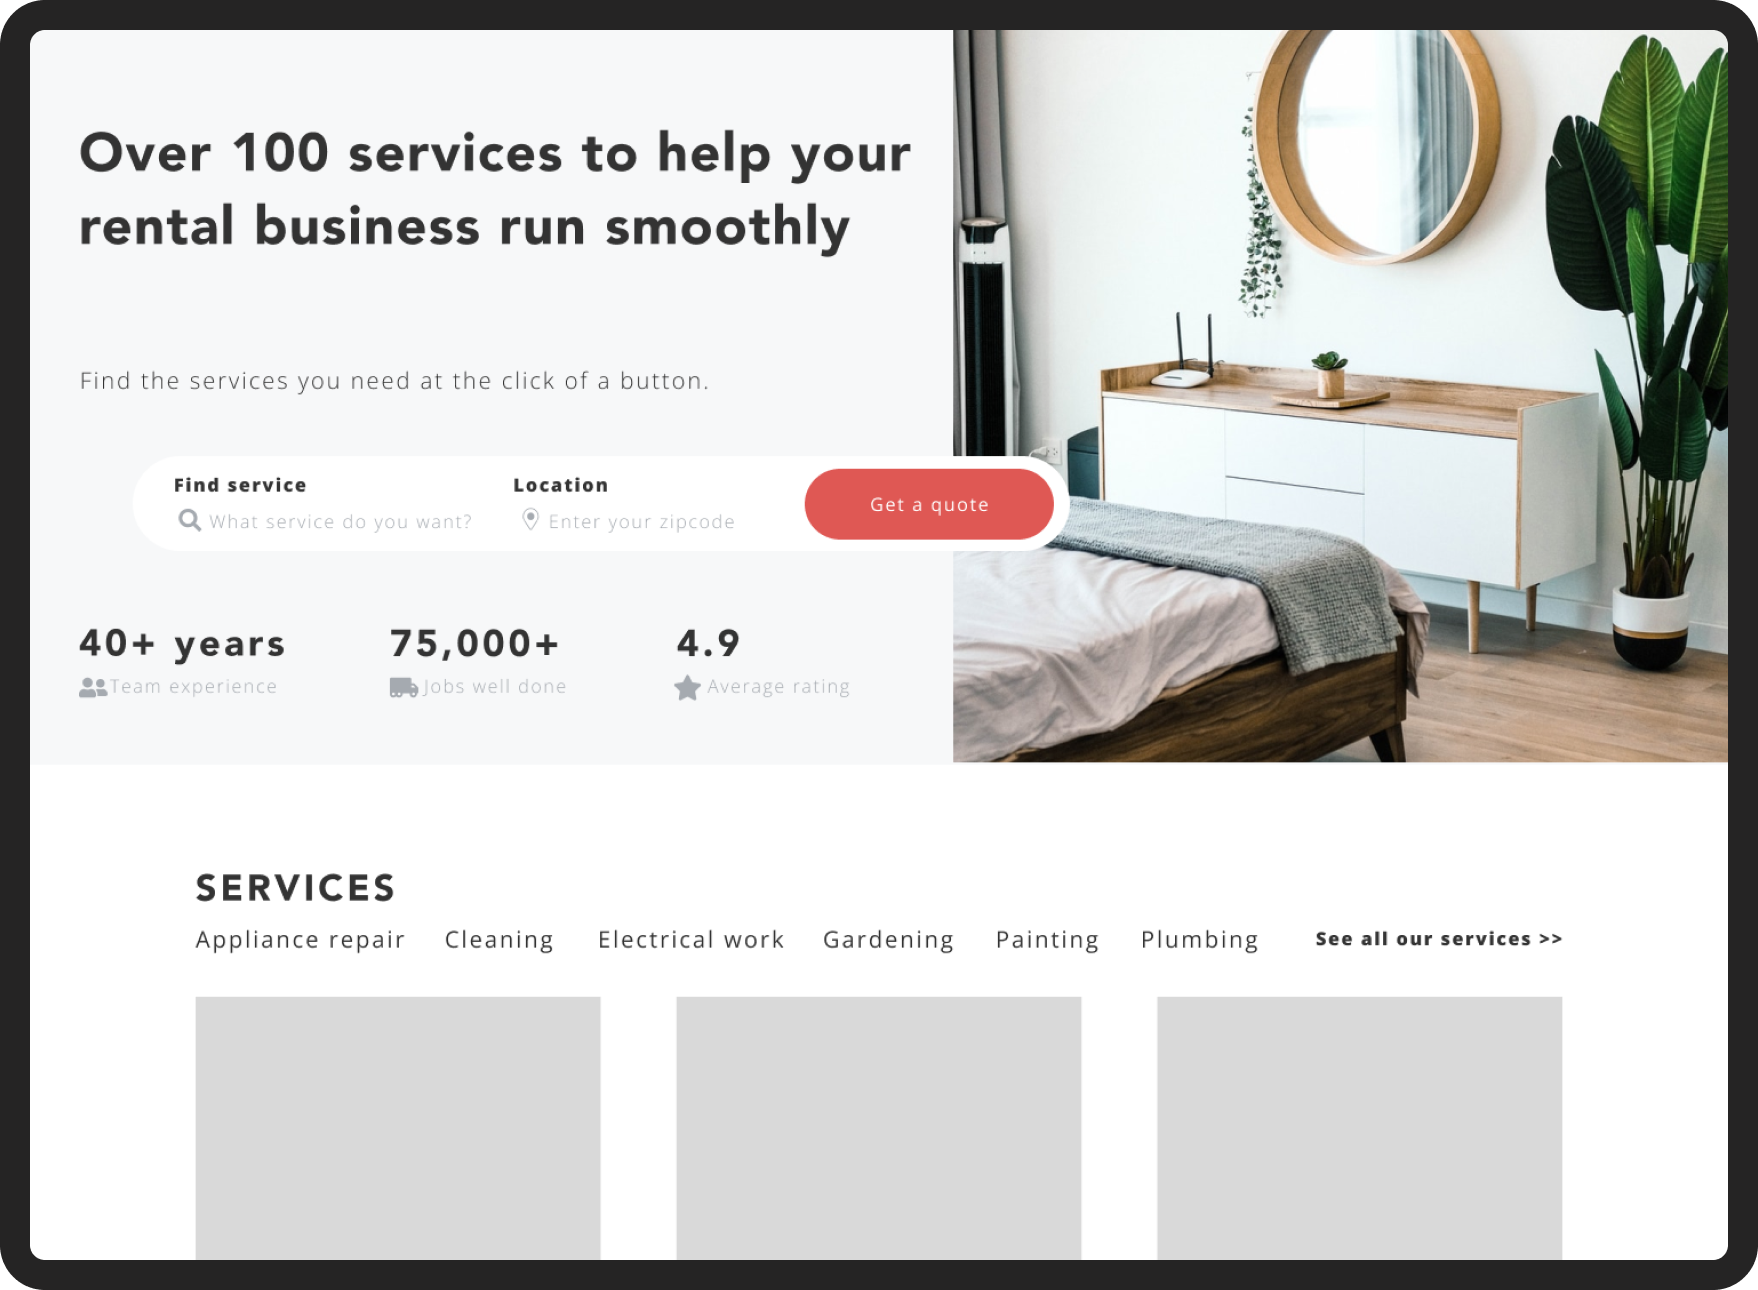 Over 100 services to help your
rental business run smoothly
Find the services you need at the click of a button.
Find service
What service do you want?
Location
Enter your zipcode
Get a quote
40+ years
Team experience
75,000+
Jobs well done
4.9
Average rating
SERVICES
Appliance repair Cleaning Electrical work Gardening Painting Plumbing See all our services >>